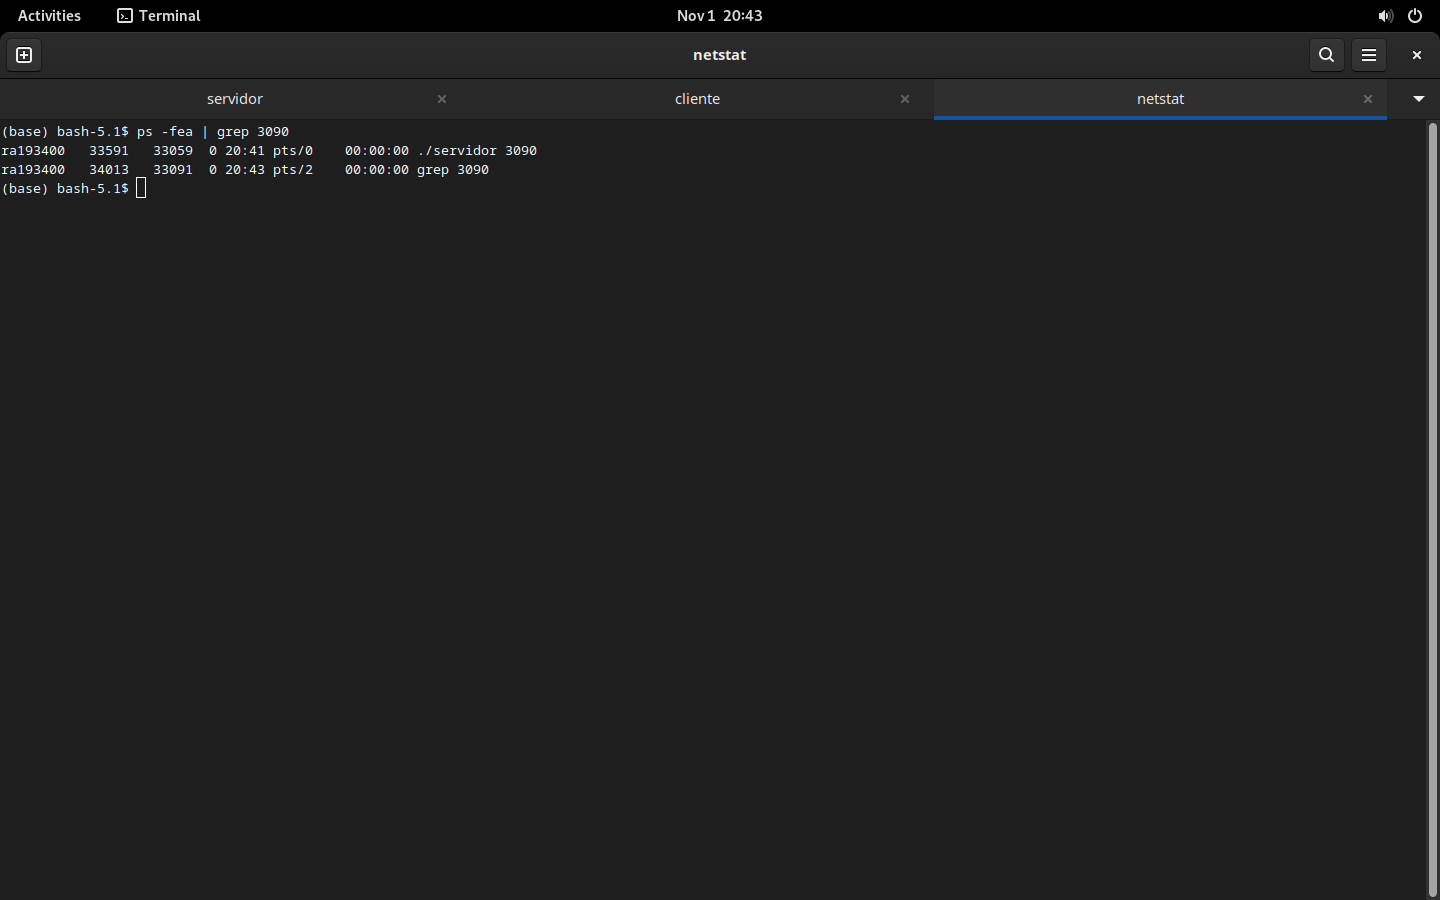 Activities Terminal Nov 1 20:43
netstat
servidor cliente netstat
(base) bash-5.1$ ps -fea | grep 3090
ra193400   33591   33059  0 20:41 pts/0    00:00:00 ./servidor 3090
ra193400   34013   33091  0 20:43 pts/2    00:00:00 grep 3090
(base) bash-5.1$